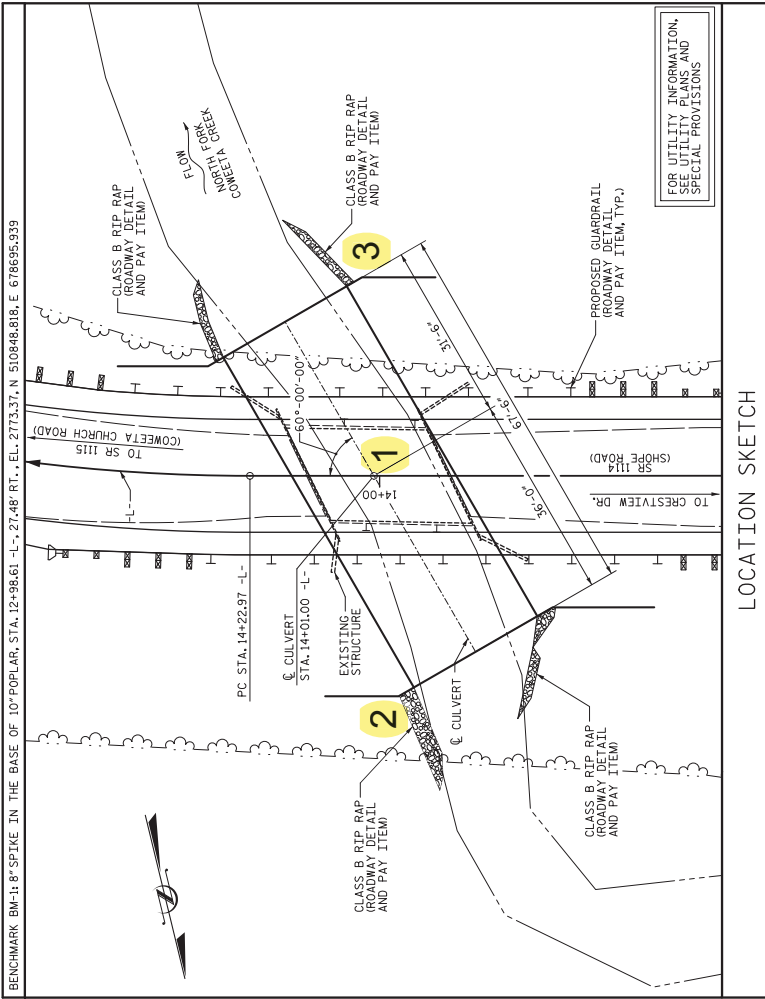 BENCHMARK BM-1: 8" SPIKE IN THE BASE OF 10" POPLAR, STA. 12+98.61 -L-, 27.48' RT., EL. 2773.37, N 510848.818, E 678695.939
FLOW
NORTH FORK
COWEETA CREEK
CLASS B RIP RAP
(ROADWAY DETAIL
AND PAY ITEM)
CLASS B RIP RAP
(ROADWAY DETAIL
AND PAY ITEM)
3
FOR UTILITY INFORMATION,
SEE UTILITY PLANS AND
SPECIAL PROVISIONS
PROPOSED GUARDRAIL
(ROADWAY DETAIL
AND PAY ITEM, TYP.)
31'-6"
67'-6"
36'-0"
60°-00'-00"
TO SR 1115
(COWEETA CHURCH ROAD)
-L-
1
14+00
SR 1114
(SHOPE ROAD)
TO CRESTVIEW DR.
PC STA. 14+22.97 -L-
℄ CULVERT
STA. 14+01.00 -L-
EXISTING
STRUCTURE
2
℄ CULVERT
CLASS B RIP RAP
(ROADWAY DETAIL
AND PAY ITEM)
CLASS B RIP RAP
(ROADWAY DETAIL
AND PAY ITEM)
Z
LOCATION SKETCH